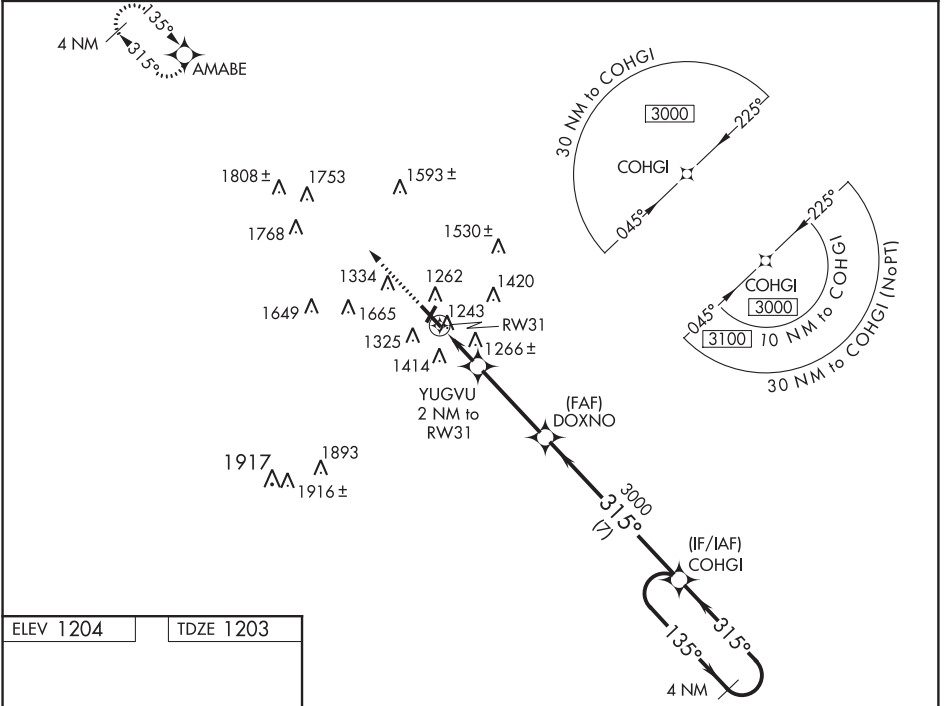 135°
4 NM
315°
AMABE
30 NM to COHGI
3000
225°
COHGI
045°
225°
COHGI
3000
045°
3100
10 NM to COHGI
30 NM to COHGI (NoPT)
1808 ±
1753
1593 ±
1768
1530 ±
1334
1262
1420
1649
1665
1243
RW31
1325
1266 ±
1414
YUGVU
2 NM to
RW31
(FAF)
DOXNO
1917
1893
1916 ±
3000
315°
(7)
(IF/IAF)
COHGI
315°
135°
4 NM
ELEV 1204
TDZE 1203